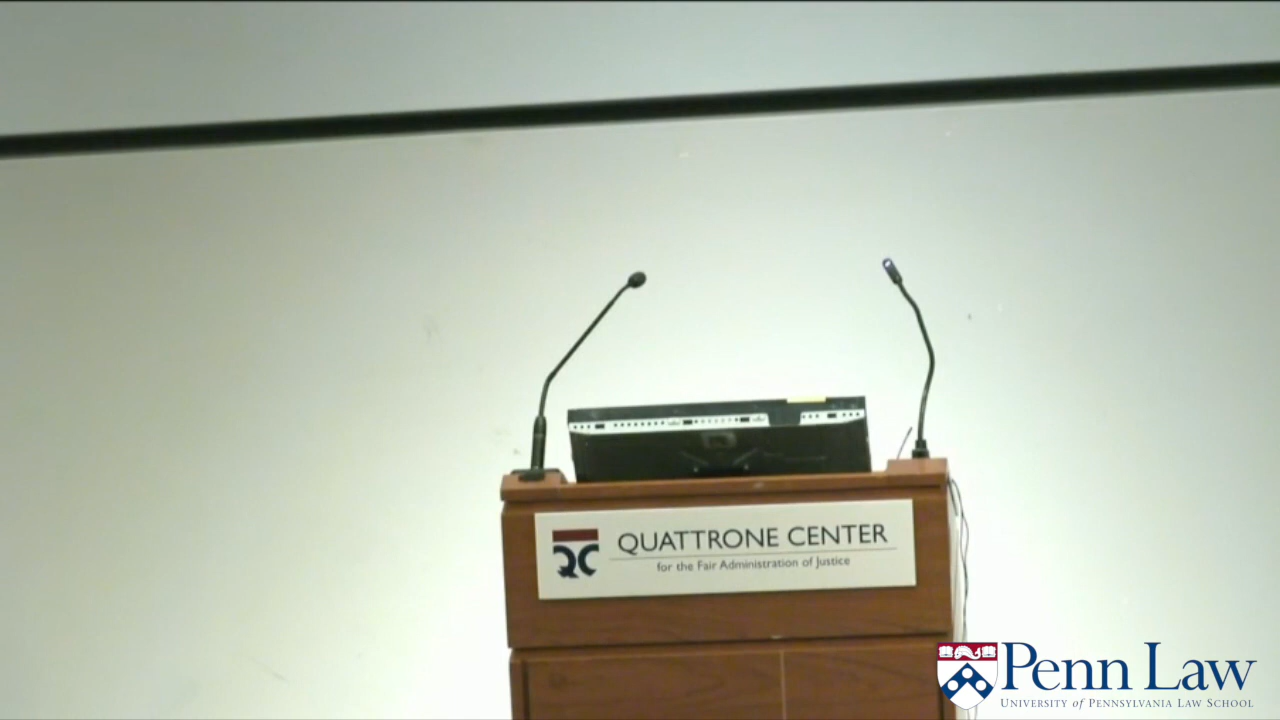 QC
QUATTRONE CENTER
for the Fair Administration of Justice
Penn Law
UNIVERSITY of PENNSYLVANIA LAW SCHOOL